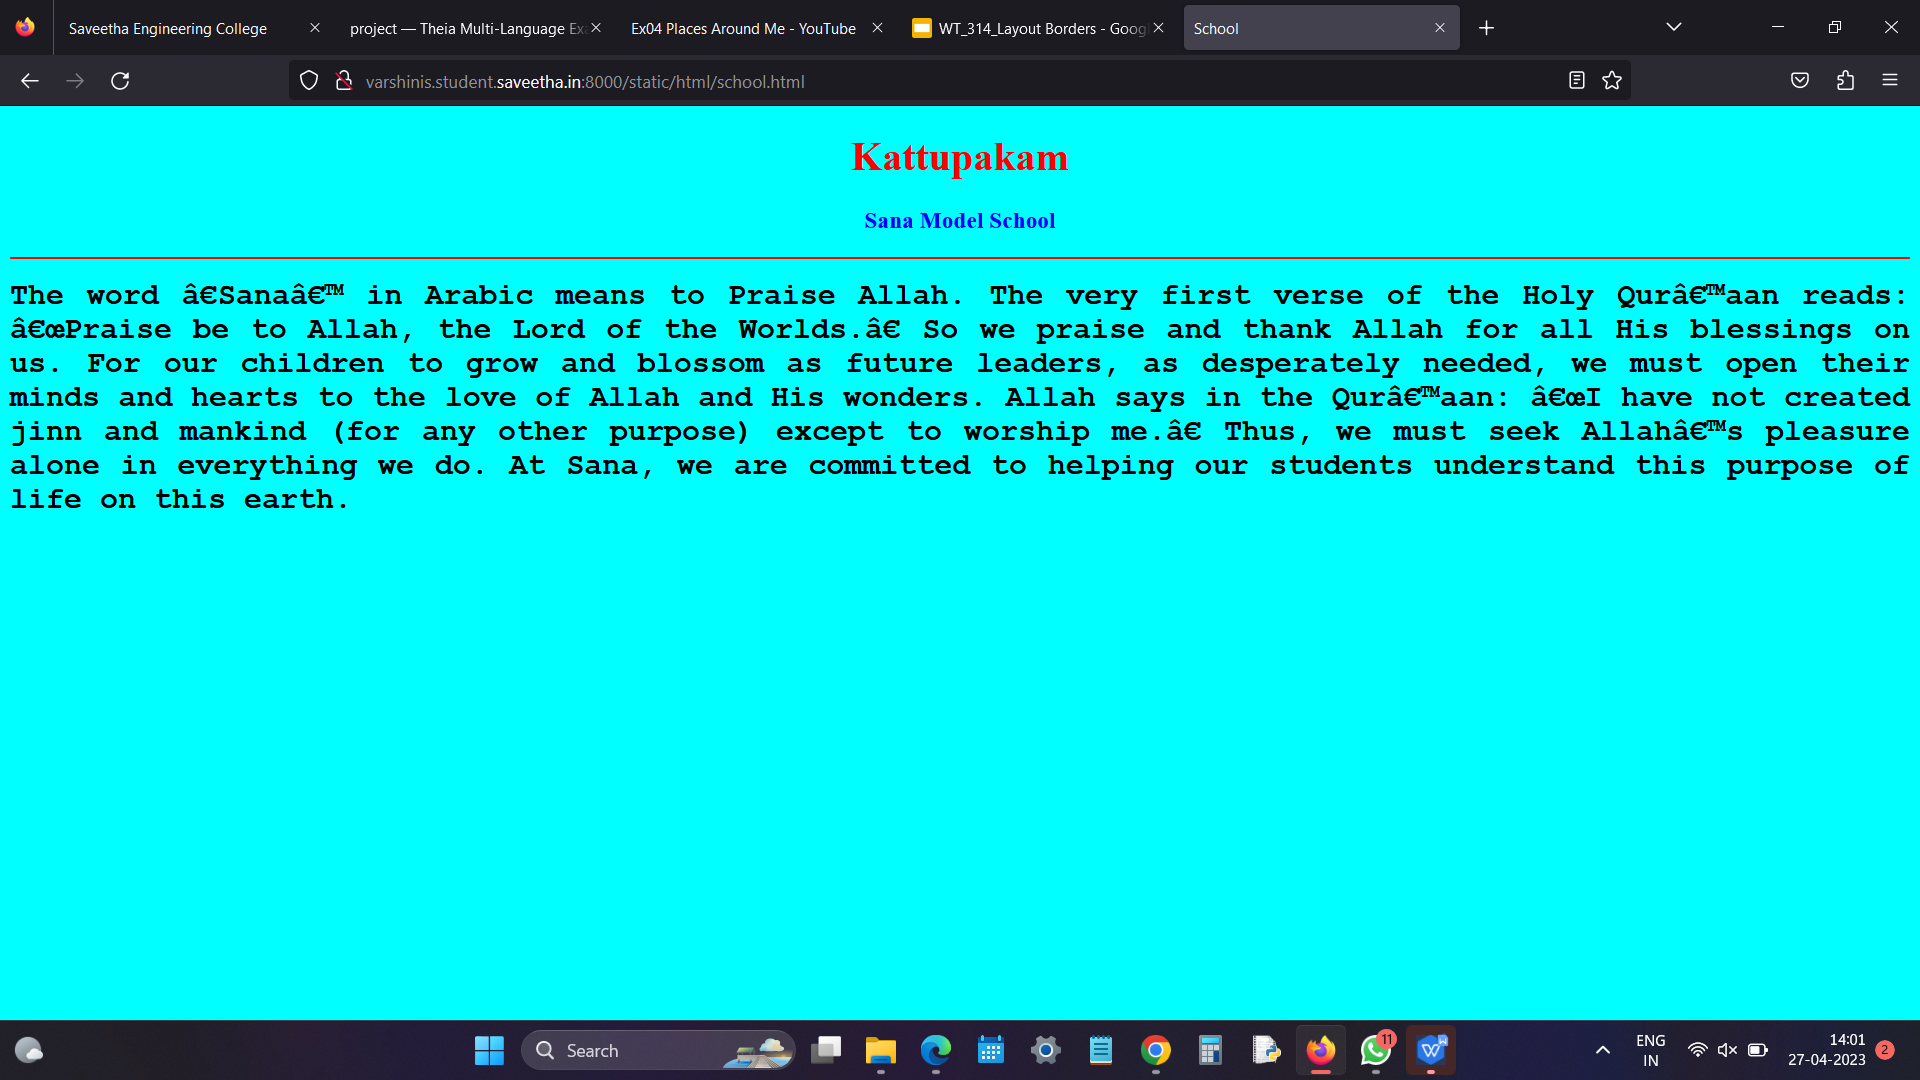 Saveetha Engineering College
project — Theia Multi-Language Ex
Ex04 Places Around Me - YouTube
WT_314_Layout Borders - Goog
School
varshinis.student.saveetha.in:8000/static/html/school.html
Kattupakam
Sana Model School
The word â€Sanaâ€™ in Arabic means to Praise Allah. The very first verse of the Holy Qurâ€™aan reads:
â€œPraise be to Allah, the Lord of the Worlds.â€ So we praise and thank Allah for all His blessings on
us. For our children to grow and blossom as future leaders, as desperately needed, we must open their
minds and hearts to the love of Allah and His wonders. Allah says in the Qurâ€™aan: â€œI have not created
jinn and mankind (for any other purpose) except to worship me.â€ Thus, we must seek Allahâ€™s pleasure
alone in everything we do. At Sana, we are committed to helping our students understand this purpose of
life on this earth.
Search
11
W
ENG
IN
14:01
27-04-2023
2